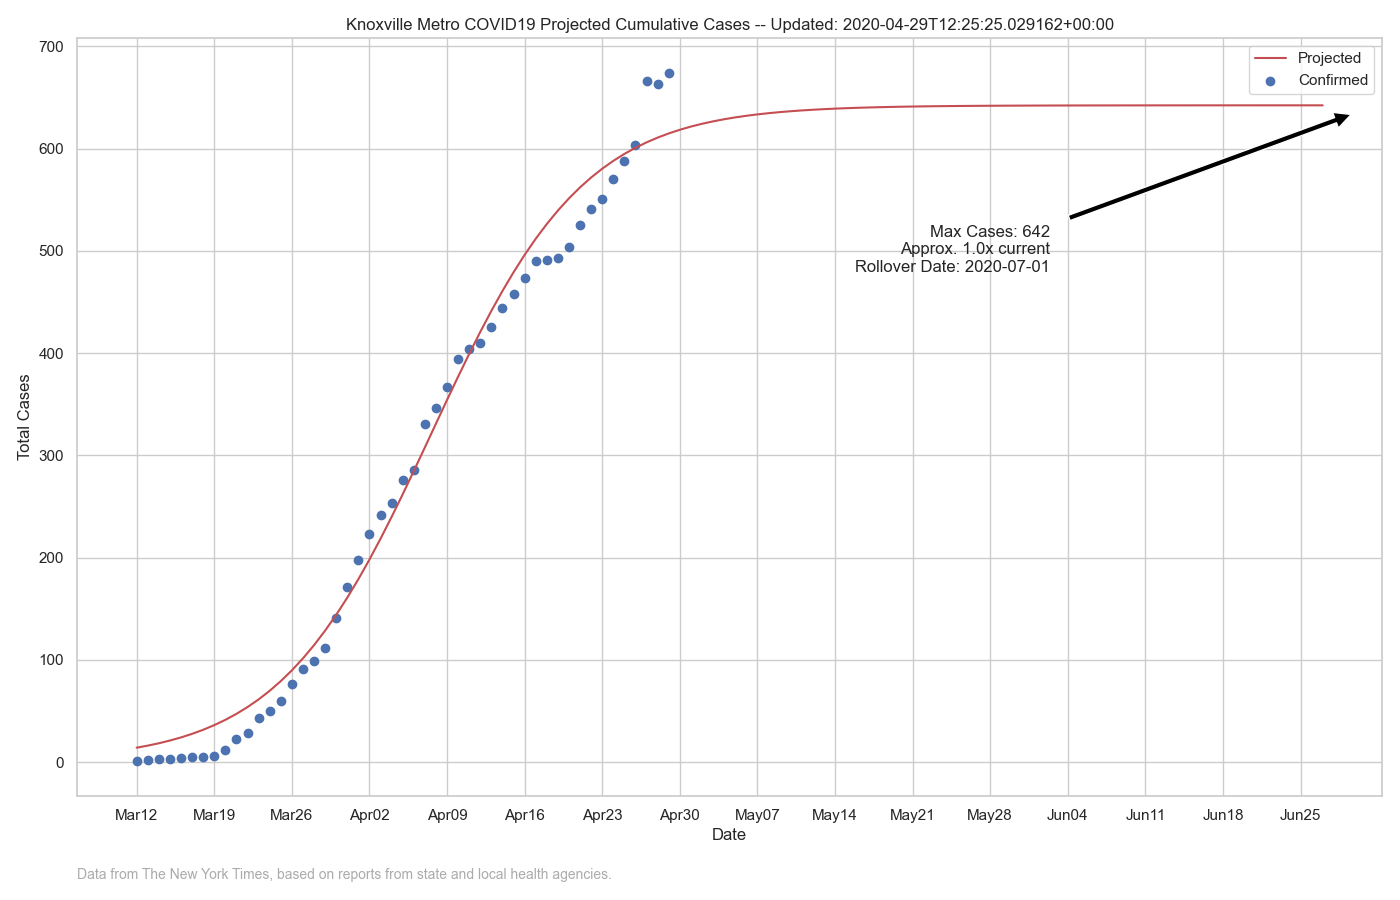 Knoxville Metro COVID19 Projected Cumulative Cases -- Updated: 2020-04-29T12:25:25.029162+00:00
700
600
500
400
300
200
100
0
Total Cases
Projected
Confirmed
Max Cases: 642
Approx. 1.0x current
Rollover Date: 2020-07-01
Mar12 Mar19 Mar26 Apr02 Apr09 Apr16 Apr23 Apr30 May07 May14 May21 May28 Jun04 Jun11 Jun18 Jun25
Date
Data from The New York Times, based on reports from state and local health agencies.